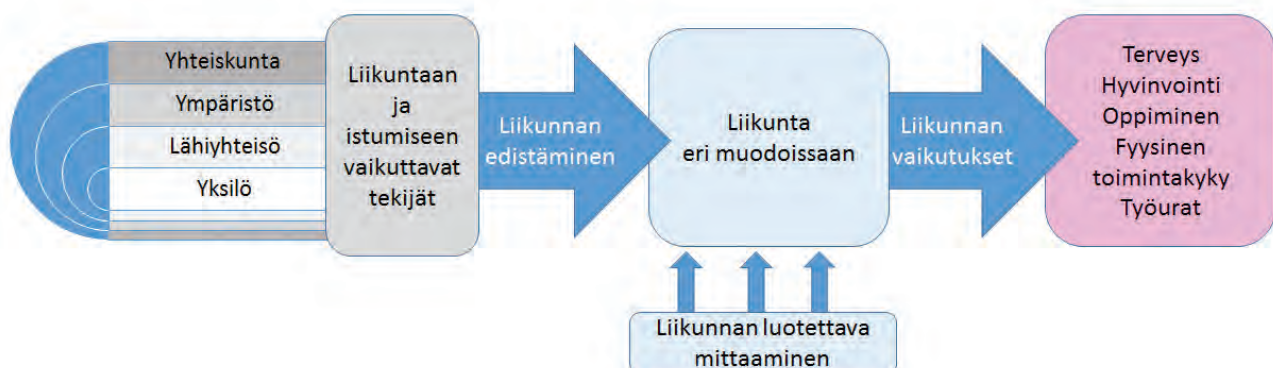 Yhteiskunta
Ympäristö
Lähiyhteisö
Yksilö
Liikuntaan
ja
istumiseen
vaikuttavat
tekijät
Liikunnan
edistäminen
Liikunta
eri muodoissaan
Liikunnan
vaikutukset
Terveys
Hyvinvointi
Oppiminen
Fyysinen
toimintakyky
Työurat
Liikunnan luotettava
mittaaminen